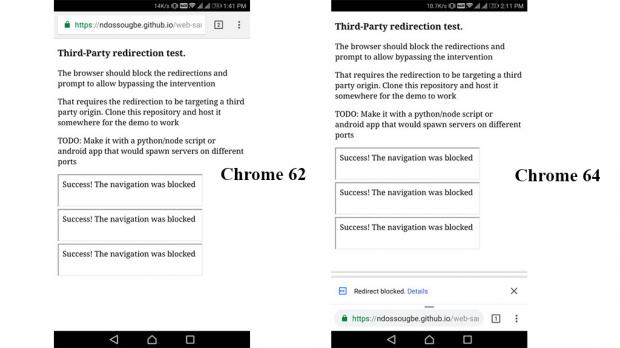 14K/s 1:41 PM
https://ndossougbe.github.io/web-sa 2
Third-Party redirection test.
The browser should block the redirections and
prompt to allow bypassing the intervention
That requires the redirection to be targeting a third
party origin. Clone this repository and host it
somewhere for the demo to work
TODO: Make it with a python/node script or
android app that would spawn servers on different
ports
Success! The navigation was blocked
Success! The navigation was blocked
Success! The navigation was blocked
Chrome 62
10.7K/s 2:11 PM
Third-Party redirection test.
The browser should block the redirections and
prompt to allow bypassing the intervention
That requires the redirection to be targeting a third
party origin. Clone this repository and host it
somewhere for the demo to work
TODO: Make it with a python/node script or
android app that would spawn servers on different
ports
Success! The navigation was blocked
Success! The navigation was blocked
Success! The navigation was blocked
Chrome 64
Redirect blocked. Details
https://ndossougbe.github.io/web-sa 1